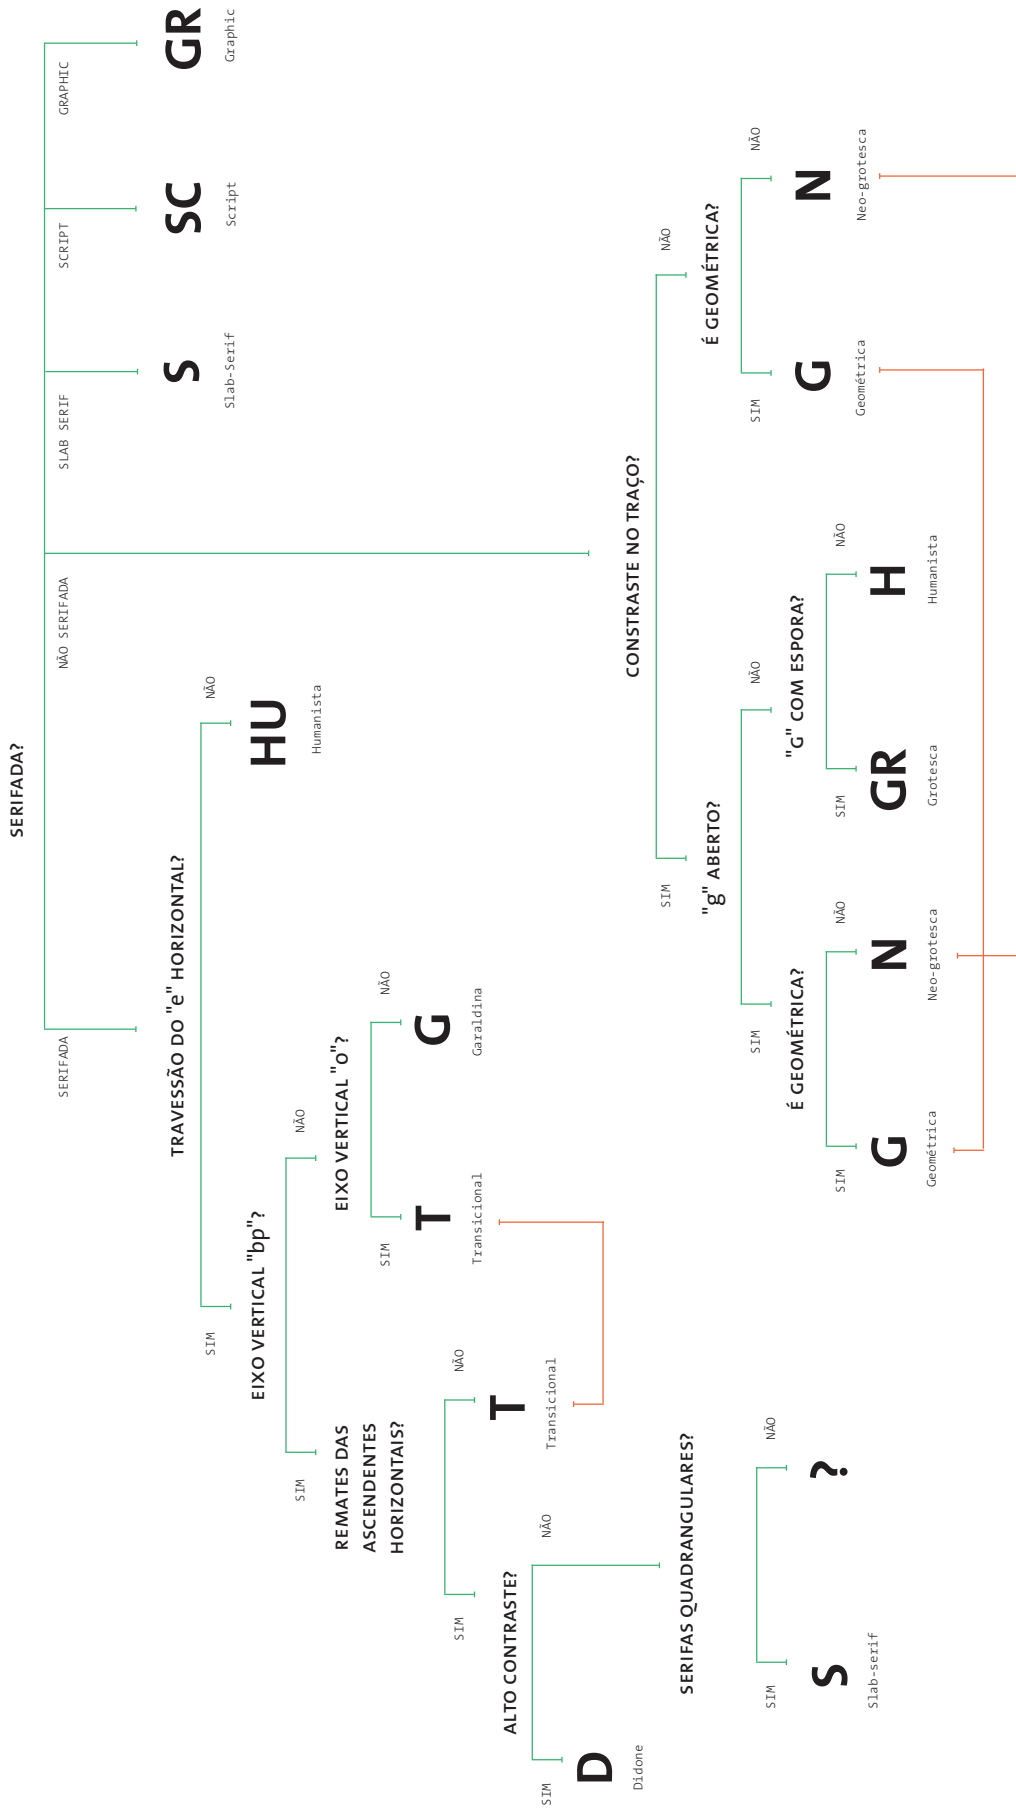 SERIFADA?
SERIFADA
NÃO SERIFADA
SLAB SERIF
SCRIPT
GRAPHIC
S
Slab-Serif
SC
Script
GR
Graphic
TRAVESSÃO DO "e" HORIZONTAL?
SIM
NÃO
HU
Humanista
EIXO VERTICAL "bp"?
SIM
NÃO
REMATES DAS
ASCENDENTES
HORIZONTAIS?
SIM
NÃO
T
Transicional
EIXO VERTICAL "o"?
SIM
NÃO
T
Transicional
G
Garaldina
ALTO CONTRASTE?
SIM
NÃO
D
Didone
SERIFAS QUADRANGULARES?
SIM
NÃO
S
Slab-serif
?
CONSTRASTE NO TRAÇO?
SIM
NÃO
"g" ABERTO?
SIM
NÃO
É GEOMÉTRICA?
SIM
NÃO
G
Geométrica
N
Neo-grotesca
"G" COM ESPORA?
SIM
NÃO
GR
Grotesca
H
Humanista
É GEOMÉTRICA?
SIM
NÃO
G
Geométrica
N
Neo-grotesca